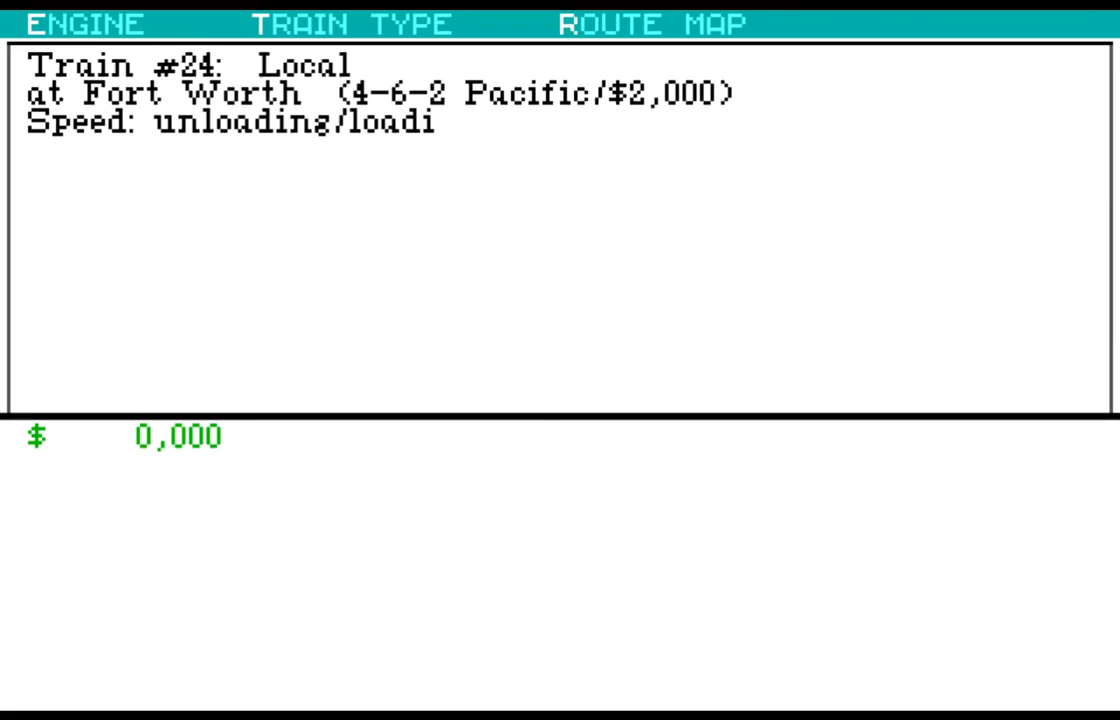 ENGINE TRAIN TYPE ROUTE MAP
Train #24: Local
at Fort Worth (4-6-2 Pacific/$2,000)
Speed: unloading/loadi
$ 0,000